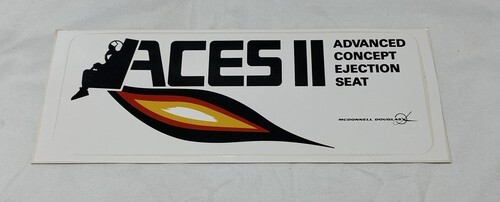 ACES II
ADVANCED
CONCEPT
EJECTION
SEAT
MCDONNELL DOUGLAS